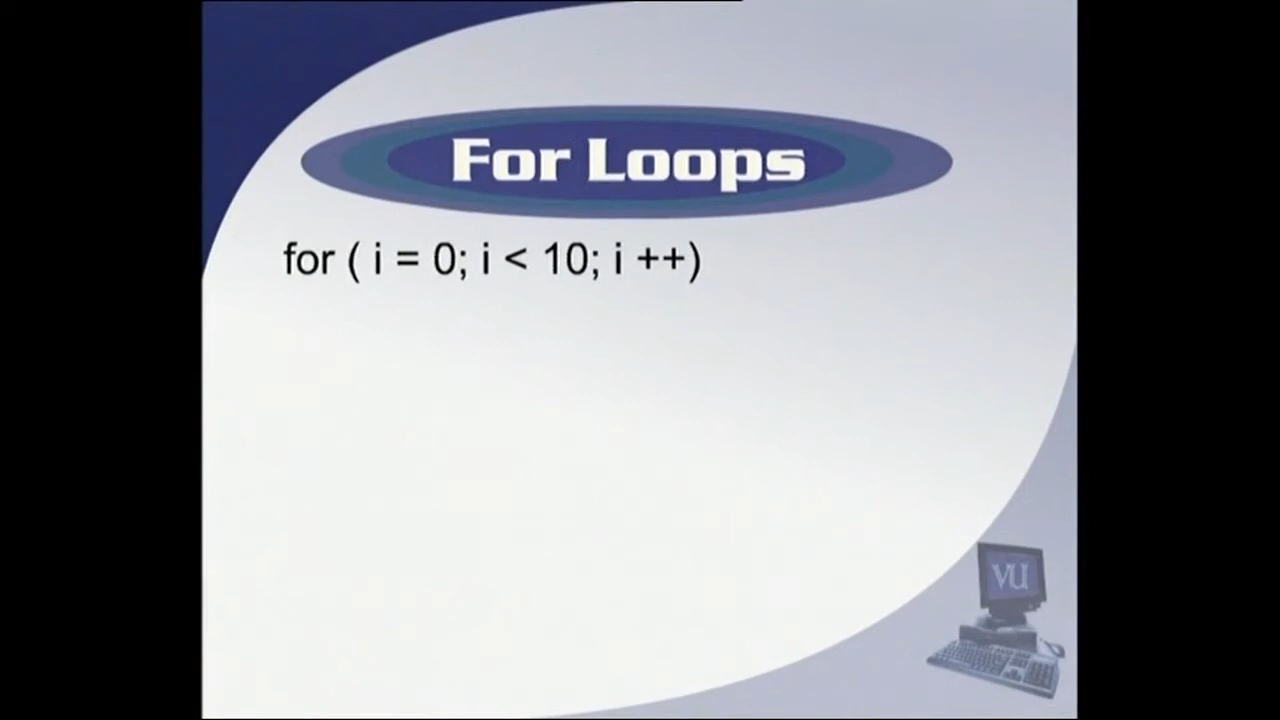 For Loops
for ( i = 0; i < 10; i ++)
VU